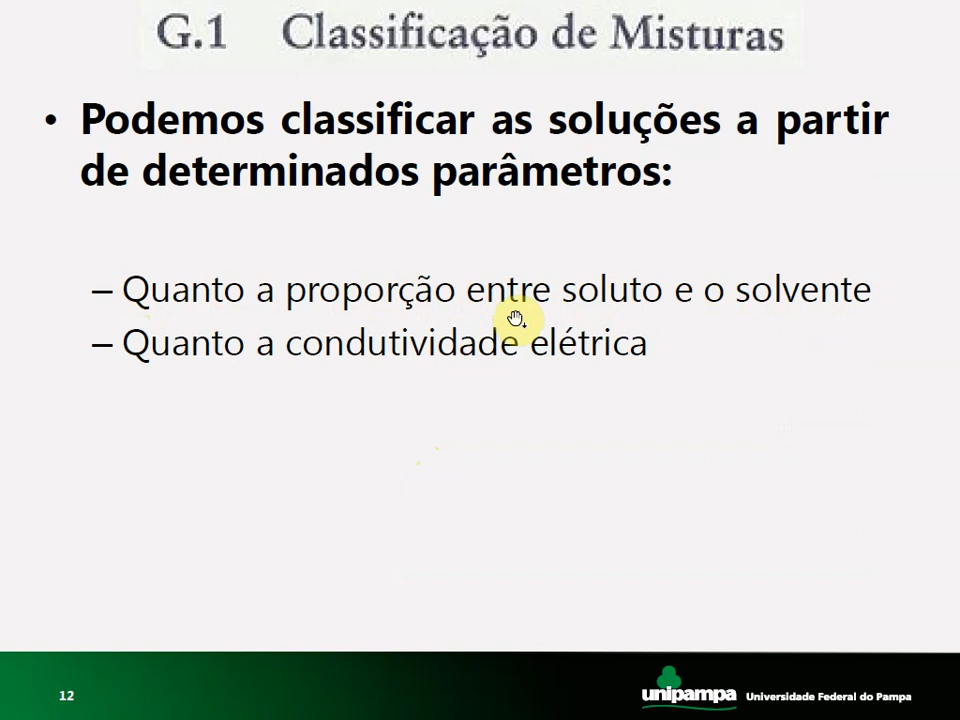 G.1 Classificação de Misturas
• Podemos classificar as soluções a partir
de determinados parâmetros:
– Quanto a proporção entre soluto e o solvente
– Quanto a condutividade elétrica
12
unipampa Universidade Federal do Pampa